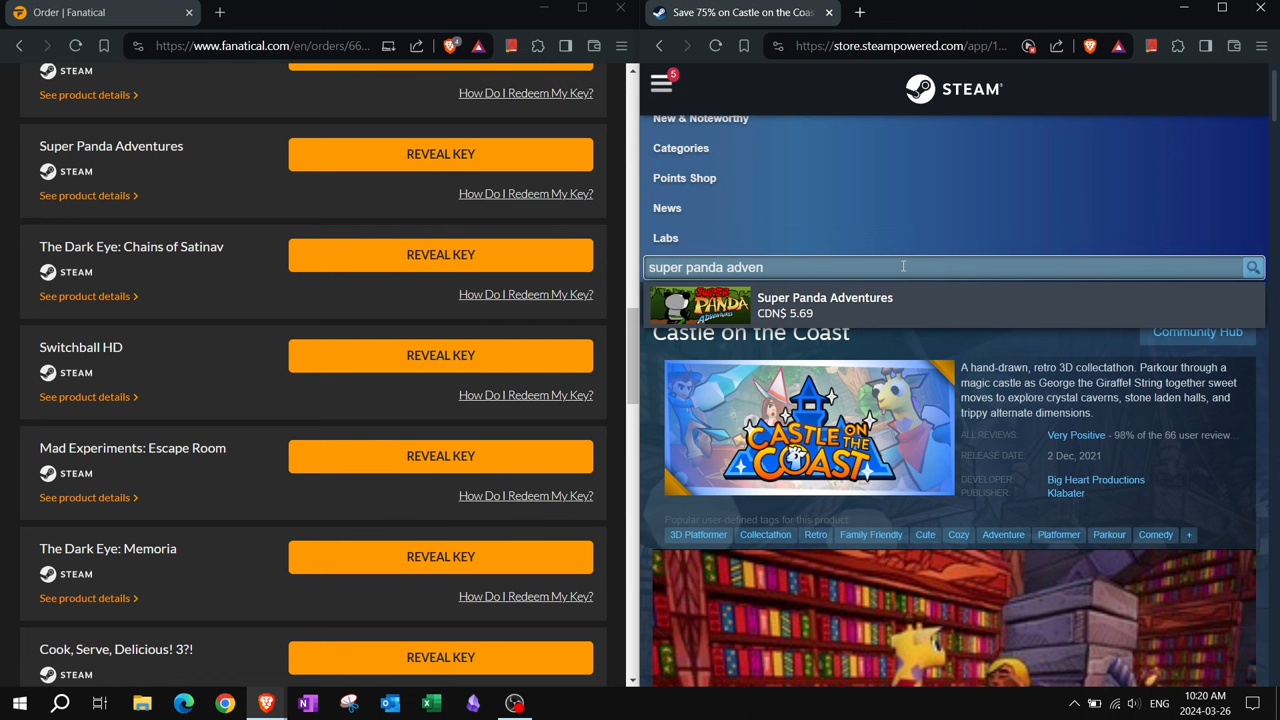 Order | Fanatical
https://www.fanatical.com/en/orders/66...
4
STEAM
See product details >
How Do I Redeem My Key?
Super Panda Adventures
REVEAL KEY
STEAM
See product details >
How Do I Redeem My Key?
The Dark Eye: Chains of Satinav
REVEAL KEY
STEAM
See product details >
How Do I Redeem My Key?
Switchball HD
REVEAL KEY
STEAM
See product details >
How Do I Redeem My Key?
Mad Experiments: Escape Room
REVEAL KEY
STEAM
See product details >
How Do I Redeem My Key?
The Dark Eye: Memoria
REVEAL KEY
STEAM
See product details >
How Do I Redeem My Key?
Cook, Serve, Delicious! 3?!
REVEAL KEY
STEAM
Save 75% on Castle on the Coas
https://store.steampowered.com/app/1...
5
STEAM®
New & Noteworthy
Categories
Points Shop
News
Labs
super panda adven
SUPER PANDA ADVENTURES
Super Panda Adventures
CDN$ 5.69
Castle on the Coast
Community Hub
CASTLE ON THE COAST
A hand-drawn, retro 3D collectathon. Parkour through a
magic castle as George the Giraffe! String together sweet
moves to explore crystal caverns, stone laden halls, and
trippy alternate dimensions.
ALL REVIEWS: Very Positive - 98% of the 66 user review...
RELEASE DATE: 2 Dec, 2021
DEVELOPER: Big Heart Productions
PUBLISHER: Klabater
Popular user-defined tags for this product:
3D Platformer Collectathon Retro Family Friendly Cute Cozy Adventure Platformer Parkour Comedy +
ENG
10:20 AM
2024-03-26